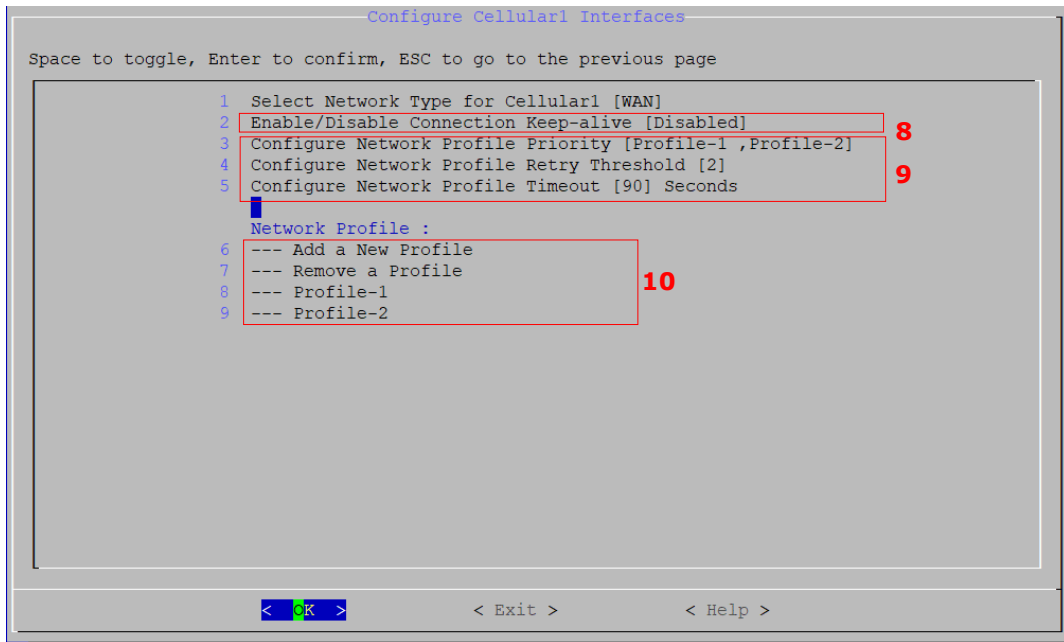 Configure Cellular1 Interfaces
Space to toggle, Enter to confirm, ESC to go to the previous page
1 Select Network Type for Cellular1 [WAN]
2 Enable/Disable Connection Keep-alive [Disabled]
8
3 Configure Network Profile Priority [Profile-1 ,Profile-2]
4 Configure Network Profile Retry Threshold [2]
9
5 Configure Network Profile Timeout [90] Seconds
Network Profile :
6 --- Add a New Profile
7 --- Remove a Profile
10
8 --- Profile-1
9 --- Profile-2
< OK > < Exit > < Help >